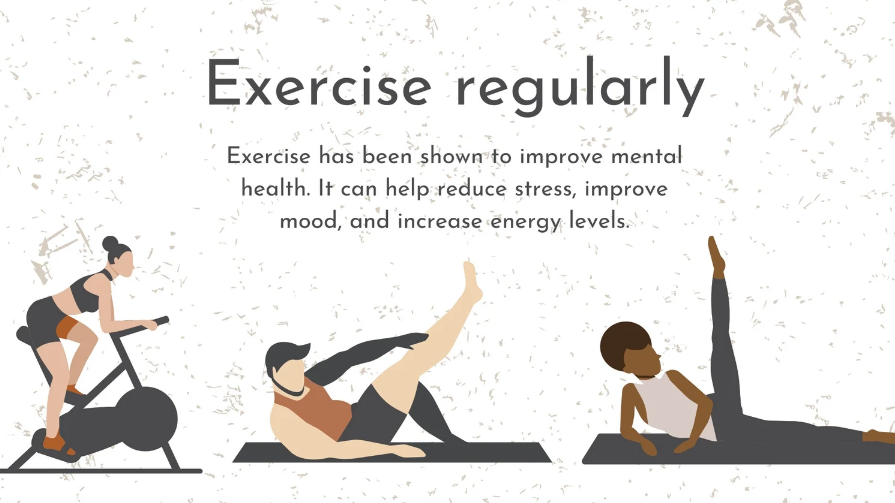 Exercise regularly
Exercise has been shown to improve mental
health. It can help reduce stress, improve
mood, and increase energy levels.